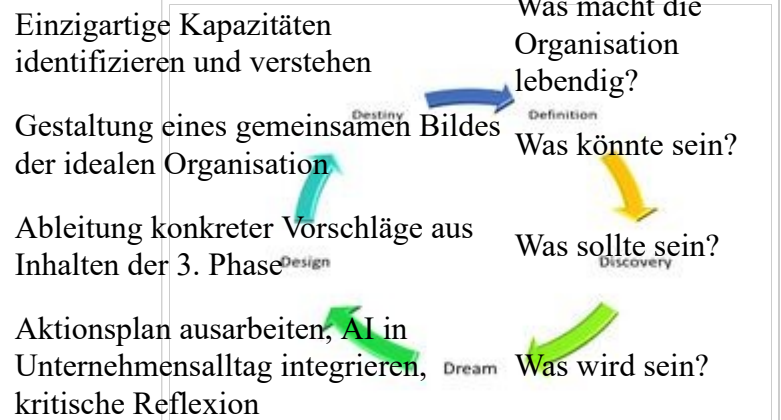 Einzigartige Kapazitäten
identifizieren und verstehen
Gestaltung eines gemeinsamen Bildes
der idealen Organisation
Ableitung konkreter Vorschläge aus
Inhalten der 3. Phase
Aktionsplan ausarbeiten, AI in
Unternehmensalltag integrieren,
kritische Reflexion
Was macht die
Organisation
lebendig?
Was könnte sein?
Was sollte sein?
Was wird sein?
Destiny
Definition
Discovery
Dream
Design